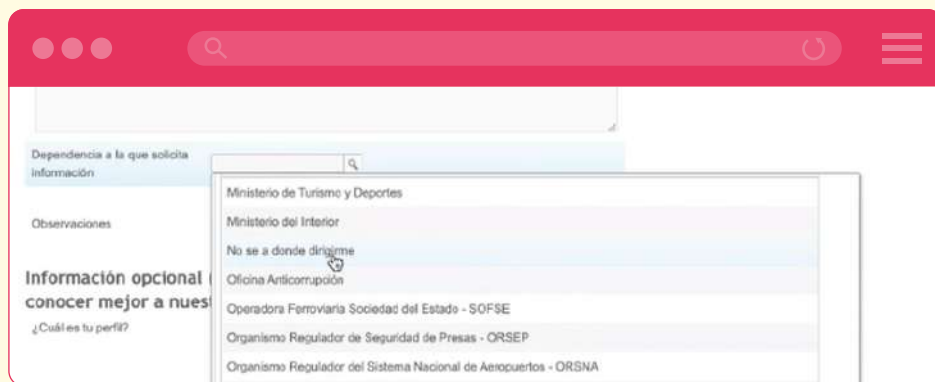 Dependencia a la que solicita
información
Ministerio de Turismo y Deportes
Ministerio del Interior
Observaciones
No se a donde dirigirme
Oficina Anticorrupción
Información opcional
conocer mejor a nues
Operadora Ferroviaria Sociedad del Estado - SOFSE
¿Cuál es tu perfil?
Organismo Regulador de Seguridad de Presas - ORSEP
Organismo Regulador del Sistema Nacional de Aeropuertos - ORSNA